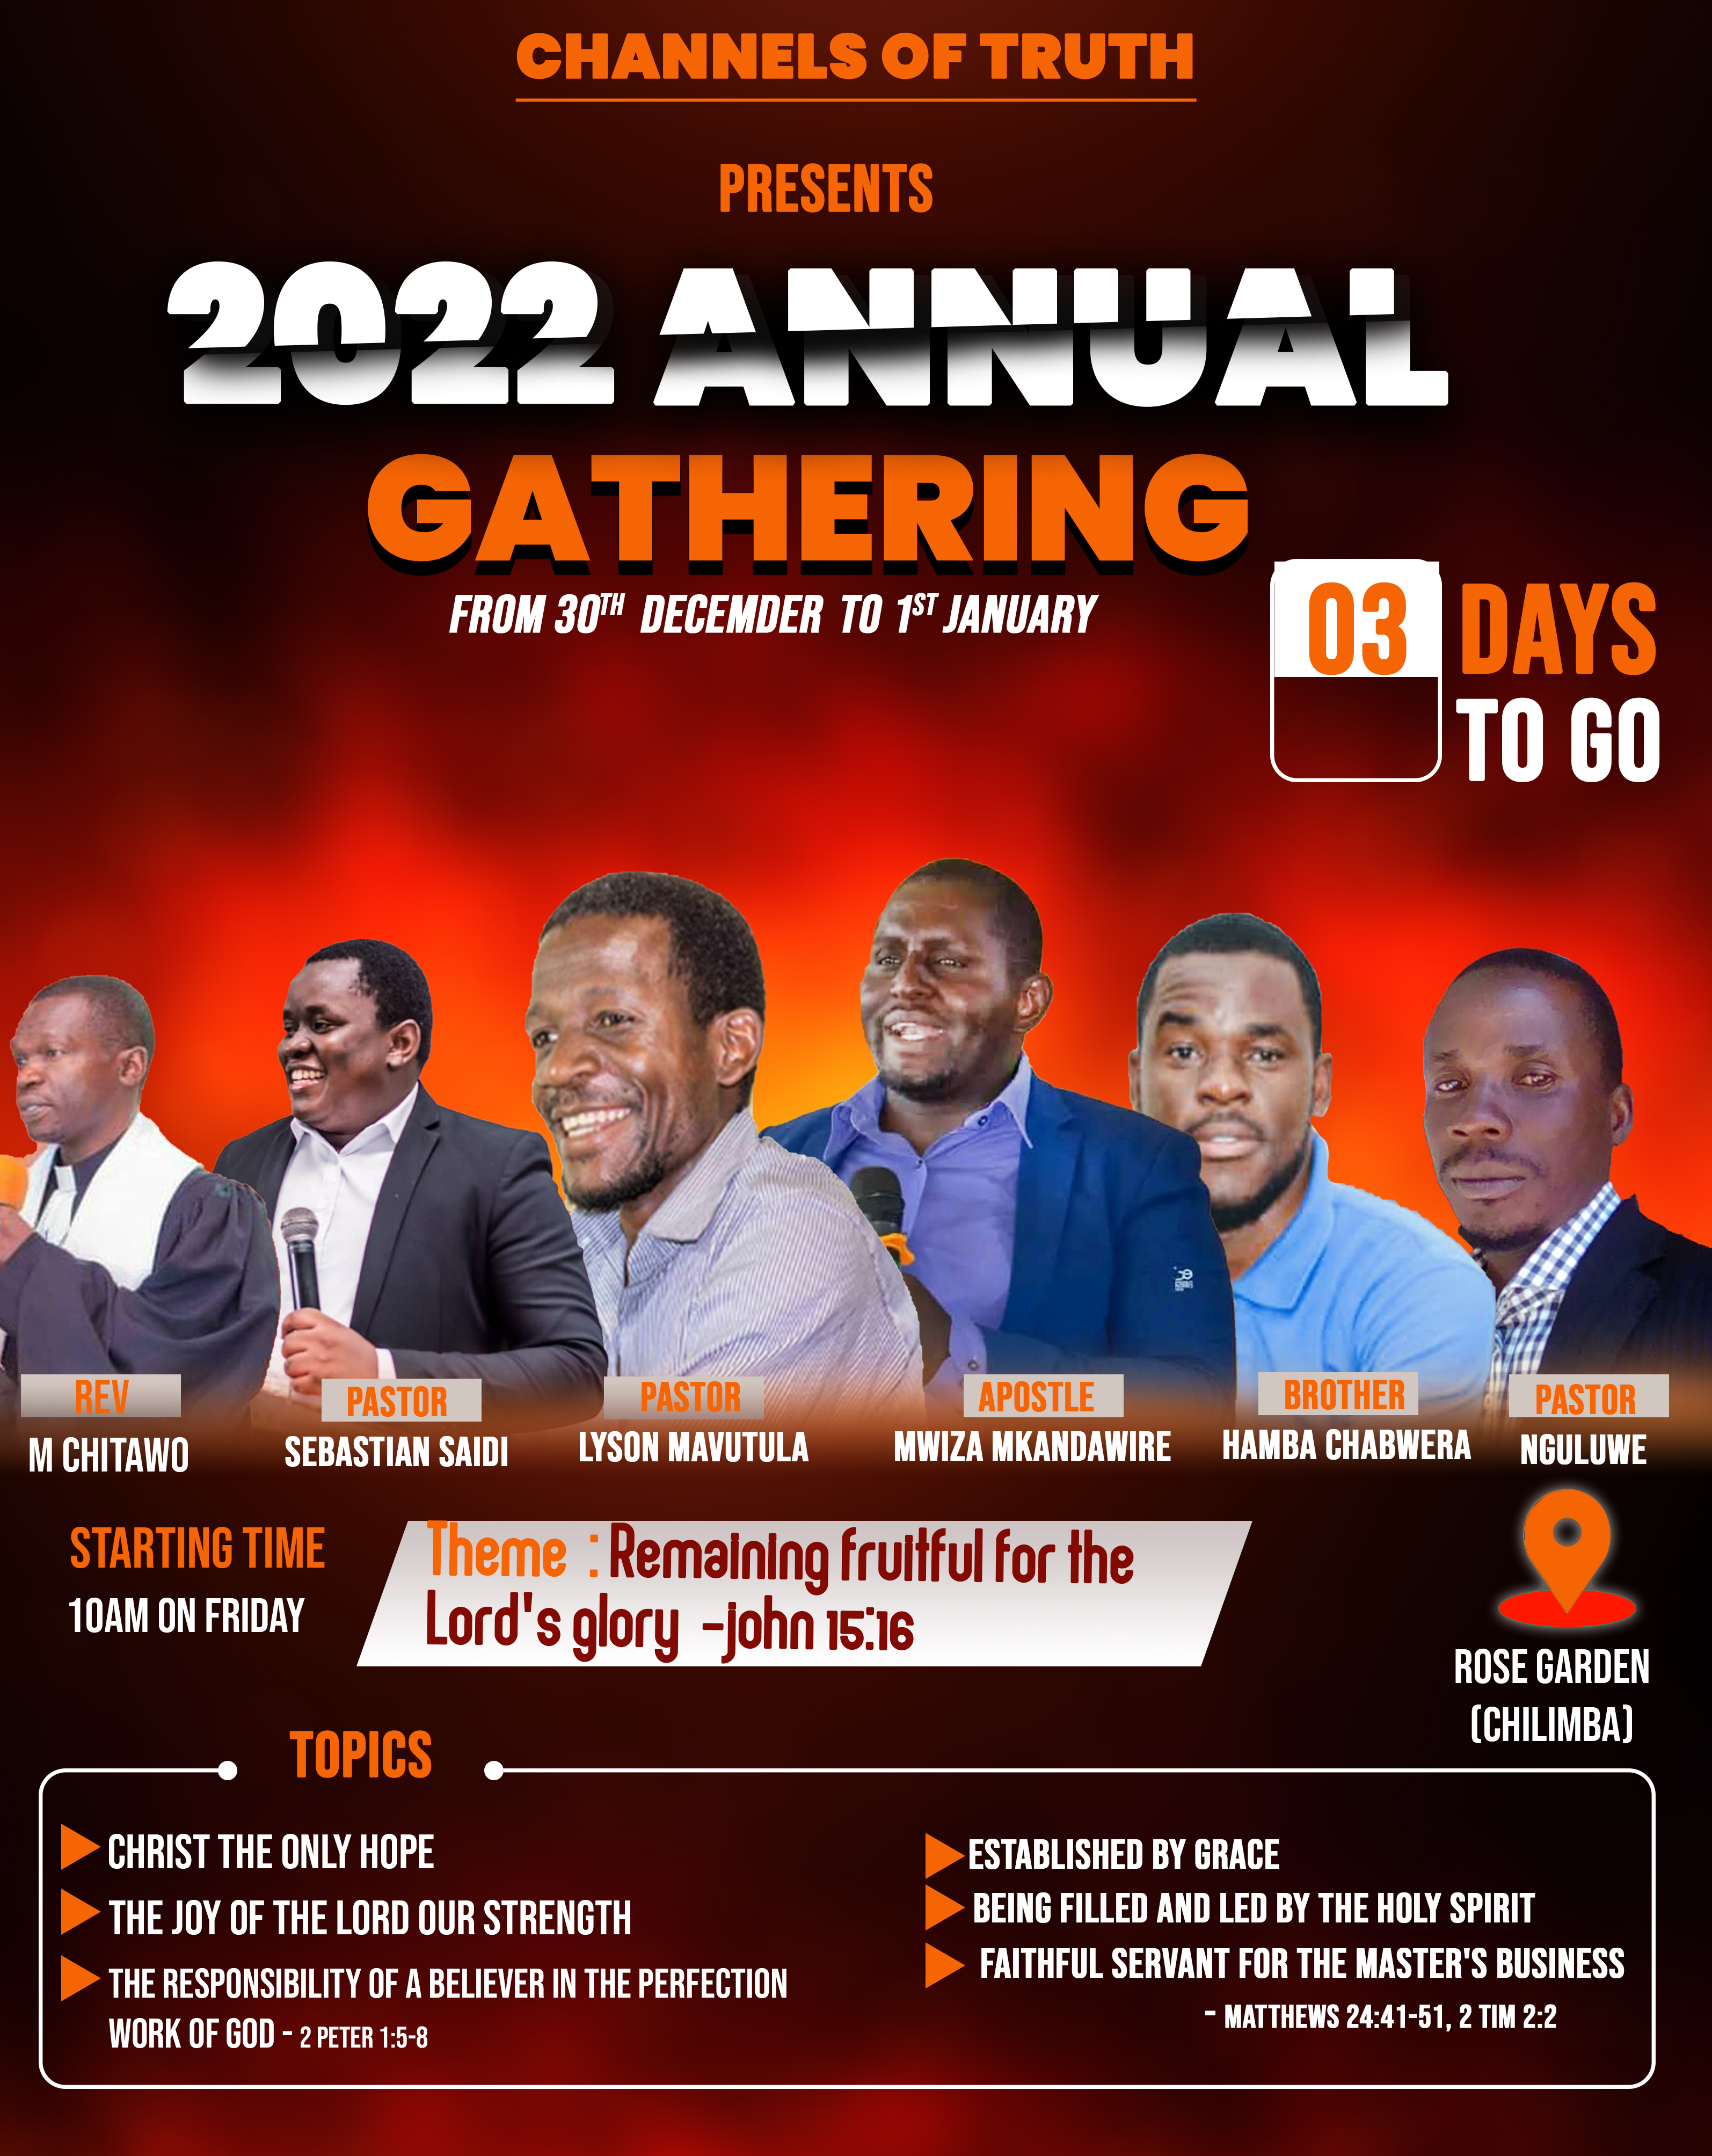 CHANNELS OF TRUTH
PRESENTS
2022 ANNUAL
GATHERING
FROM 30TH DECEMDER TO 1ST JANUARY
03 DAYS
TO GO
REV
M CHITAWO
PASTOR
SEBASTIAN SAIDI
PASTOR
LYSON MAVUTULA
APOSTLE
MWIZA MKANDAWIRE
BROTHER
HAMBA CHABWERA
PASTOR
NGULUWE
STARTING TIME
10AM ON FRIDAY
Theme : Remaining fruitful for the
Lord's glory -john 15:16
ROSE GARDEN
(CHILIMBA)
TOPICS
CHRIST THE ONLY HOPE
THE JOY OF THE LORD OUR STRENGTH
THE RESPONSIBILITY OF A BELIEVER IN THE PERFECTION
WORK OF GOD - 2 PETER 1:5-8
ESTABLISHED BY GRACE
BEING FILLED AND LED BY THE HOLY SPIRIT
FAITHFUL SERVANT FOR THE MASTER'S BUSINESS
- MATTHEWS 24:41-51, 2 TIM 2:2